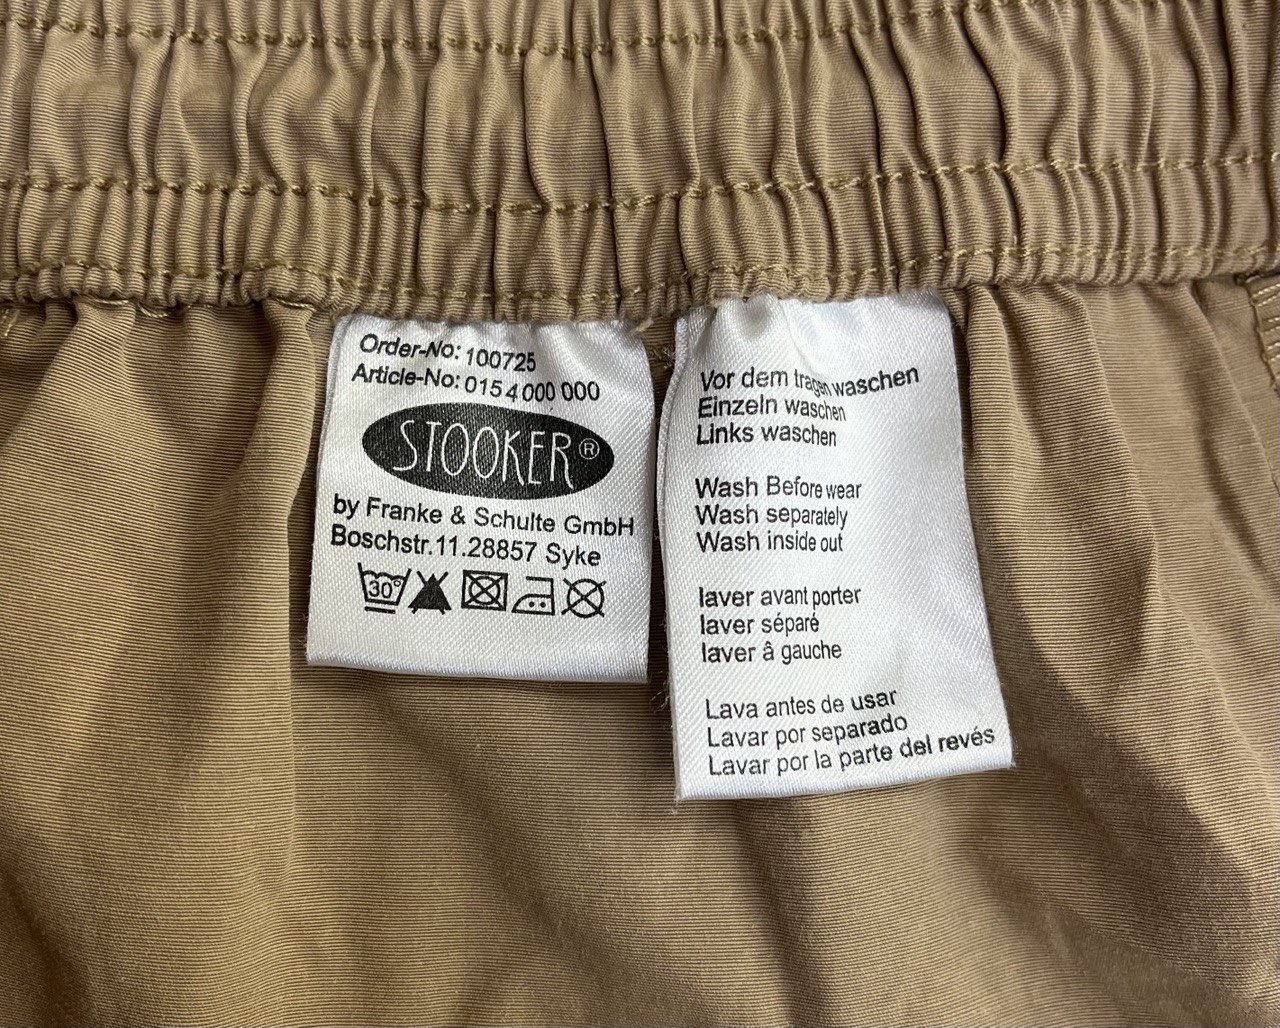 Order-No: 100725
Article-No: 0154 000 000
STOOKER®
by Franke & Schulte GmbH
Boschstr.11.28857 Syke
30°
Vor dem tragen waschen
Einzeln waschen
Links waschen
Wash Before wear
Wash separately
Wash inside out
laver avant porter
laver séparé
laver â gauche
Lava antes de usar
Lavar por separado
Lavar por la parte del revés